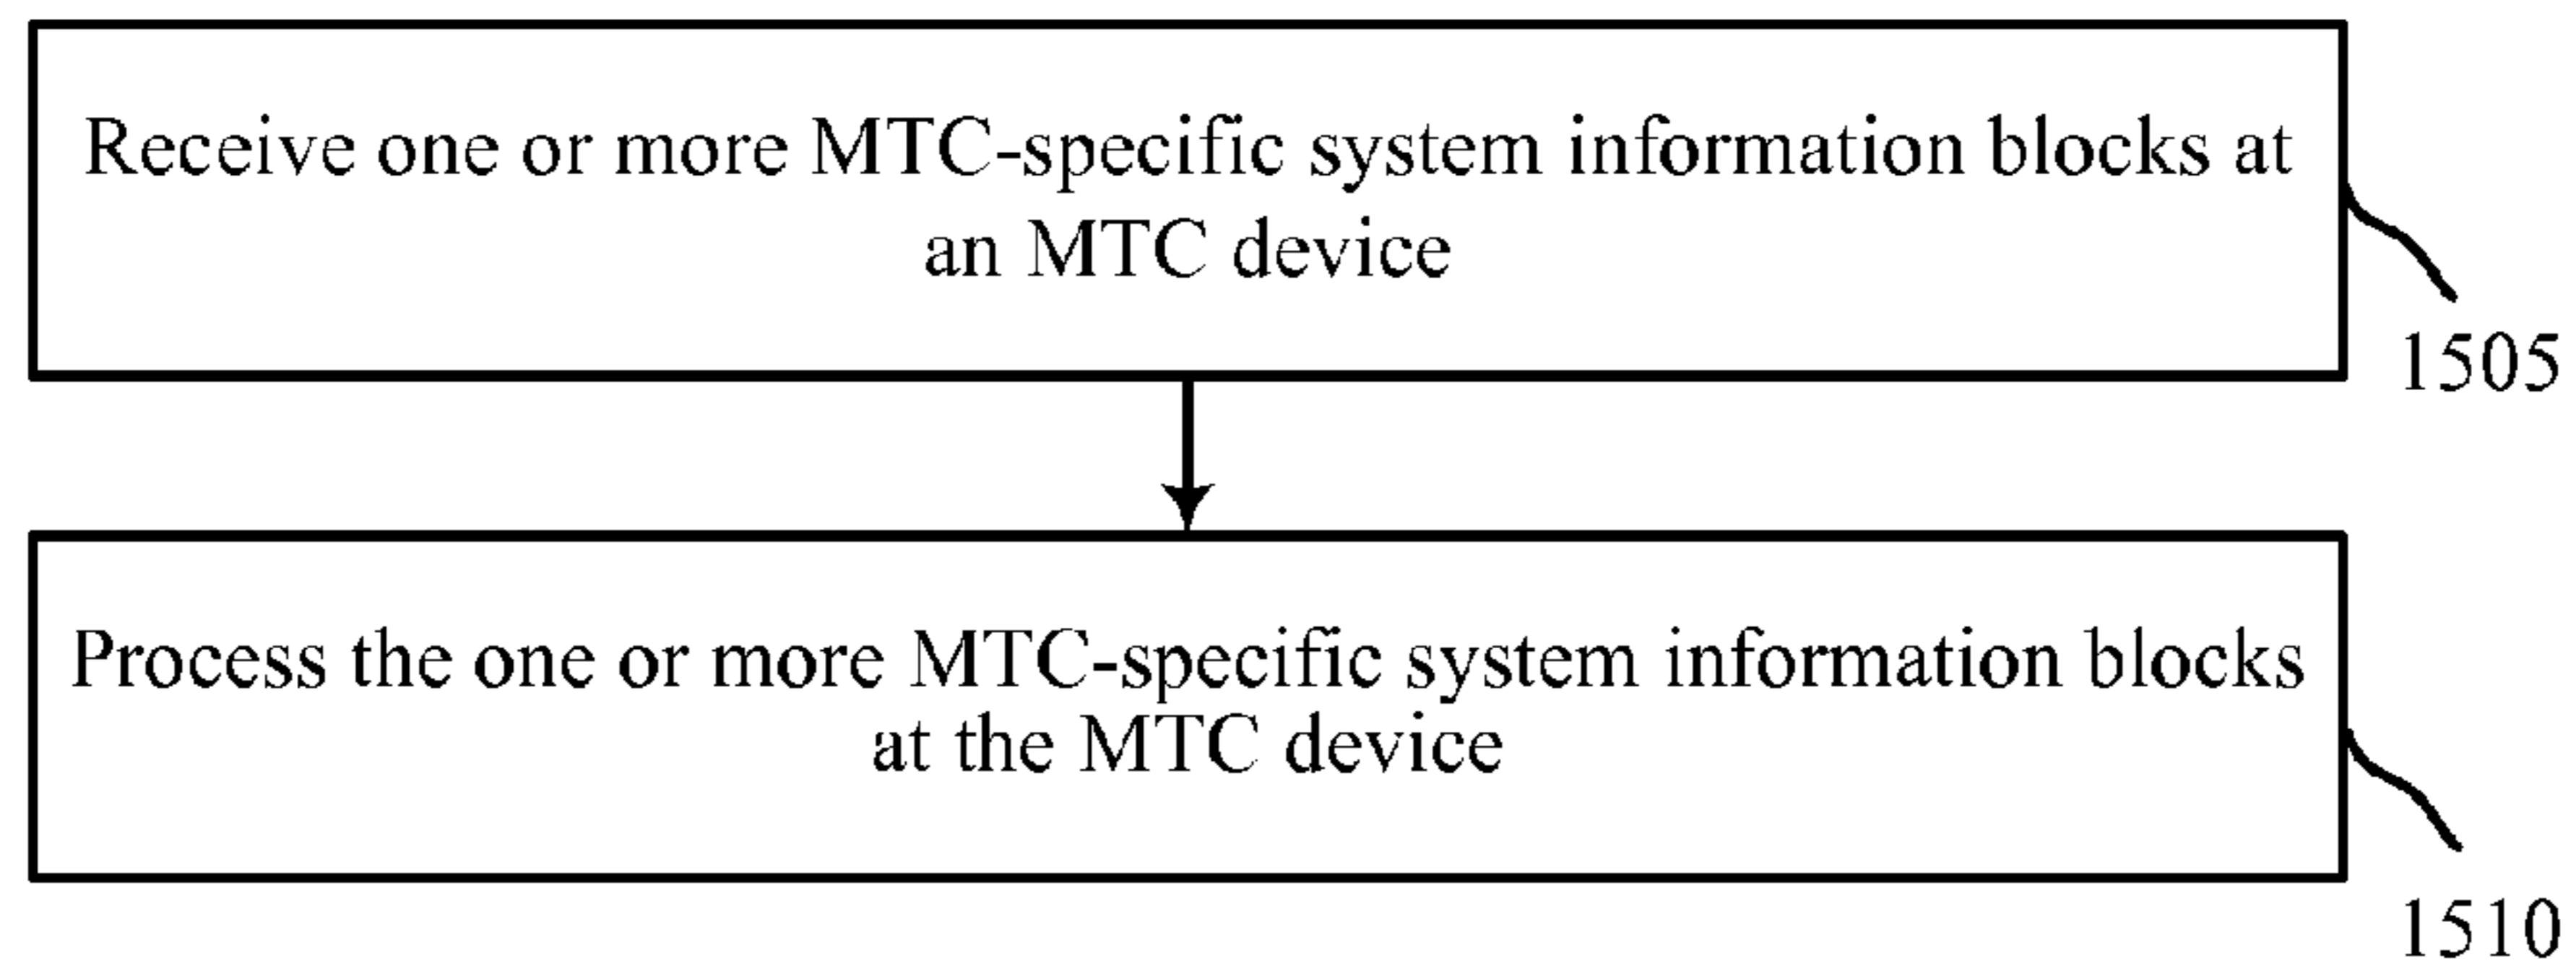 Receive one or more MTC-specific system information blocks at
an MTC device
1505
Process the one or more MTC-specific system information blocks
at the MTC device
1510